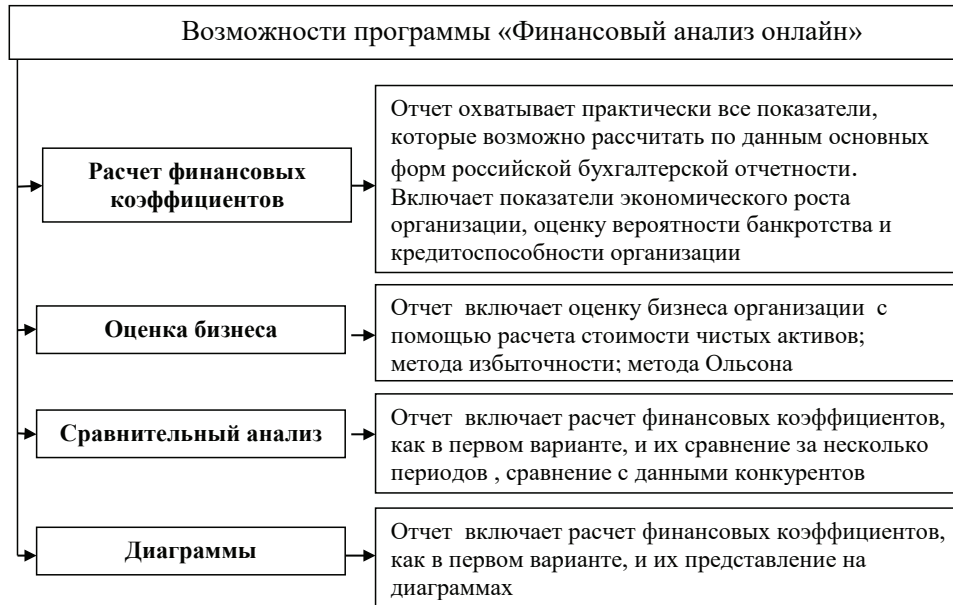 Возможности программы «Финансовый анализ онлайн»
Расчет финансовых
коэффициентов
Отчет охватывает практически все показатели,
которые возможно рассчитать по данным основных
форм российской бухгалтерской отчетности.
Включает показатели экономического роста
организации, оценку вероятности банкротства и
кредитоспособности организации
Оценка бизнеса
Отчет включает оценку бизнеса организации с
помощью расчета стоимости чистых активов;
метода избыточности; метода Ольсона
Сравнительный анализ
Отчет включает расчет финансовых коэффициентов,
как в первом варианте, и их сравнение за несколько
периодов , сравнение с данными конкурентов
Диаграммы
Отчет включает расчет финансовых коэффициентов,
как в первом варианте, и их представление на
диаграммах